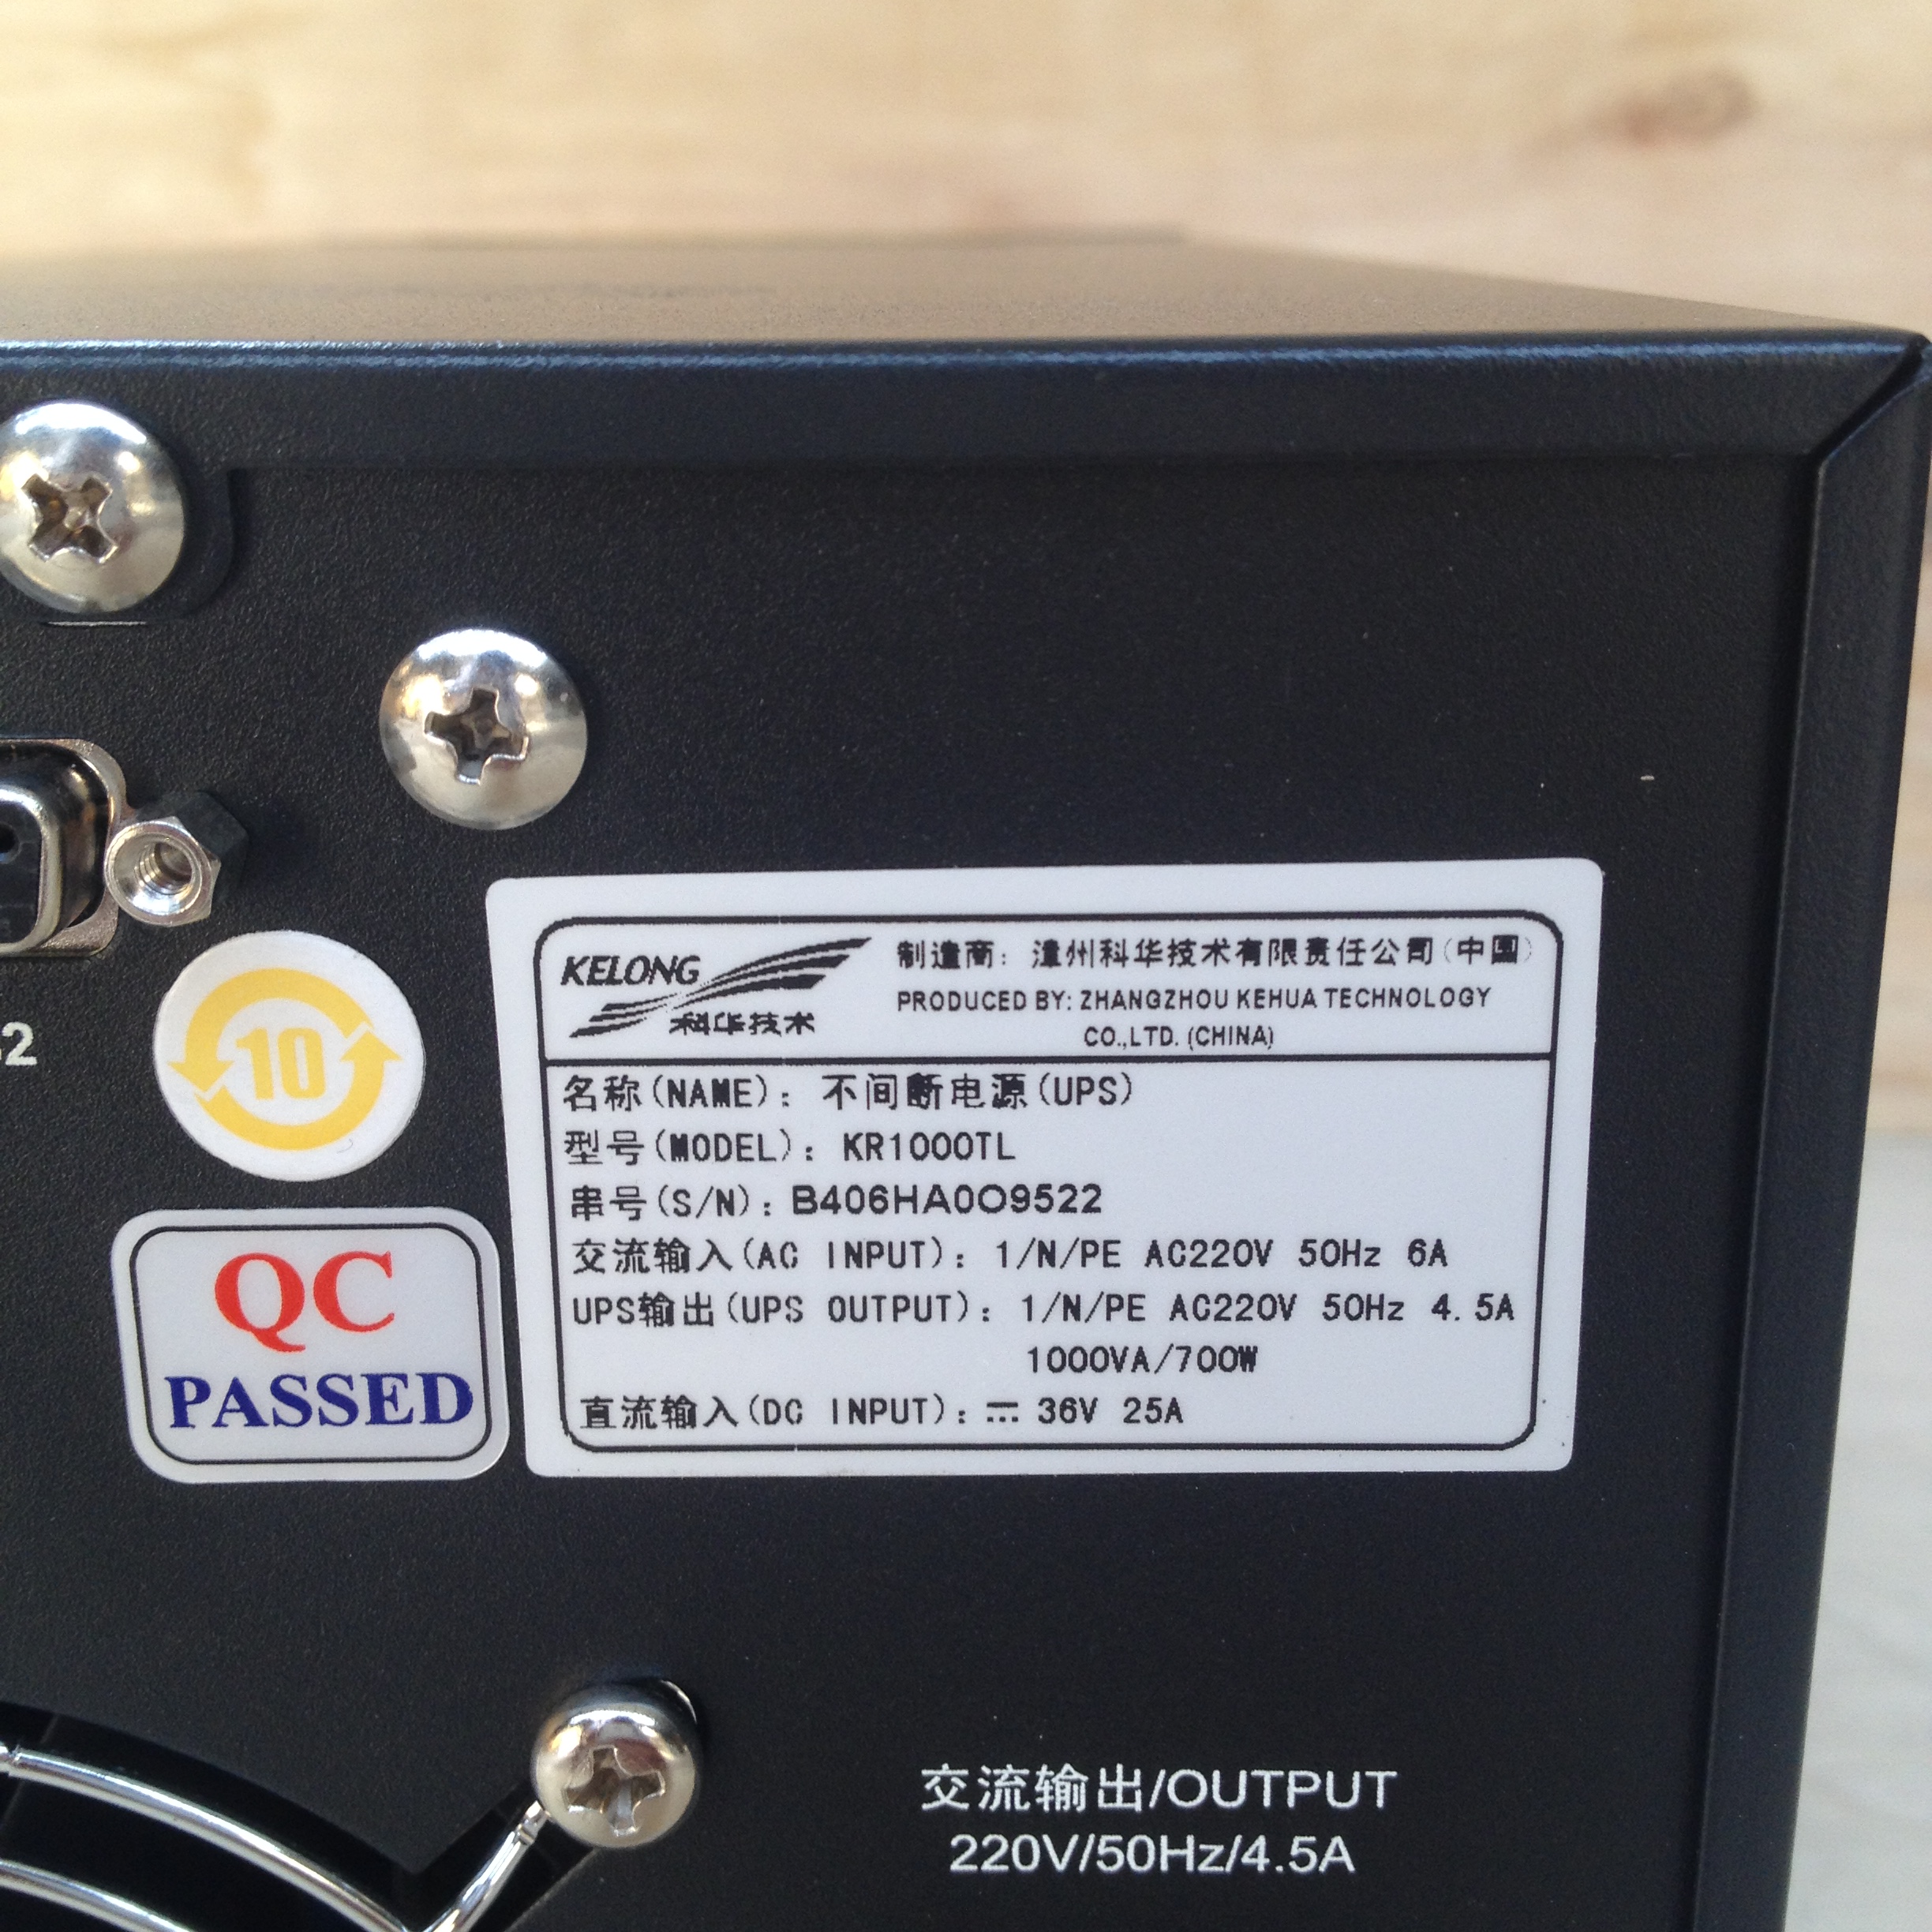 KELONG
科华技术
制造商：漳州科华技术有限责任公司(中国)
PRODUCED BY: ZHANGZHOU KEHUA TECHNOLOGY
CO.,LTD. (CHINA)
名称(NAME)：不间断电源(UPS)
型号(MODEL)：KR1000TL
串号(S/N)：B406HA0O9522
交流输入(AC INPUT)：1/N/PE AC220V 50Hz 6A
UPS输出(UPS OUTPUT)：1/N/PE AC220V 50Hz 4.5A
1000VA/700W
直流输入(DC INPUT)：⎓ 36V 25A
10
QC
PASSED
交流输出/OUTPUT
220V/50Hz/4.5A